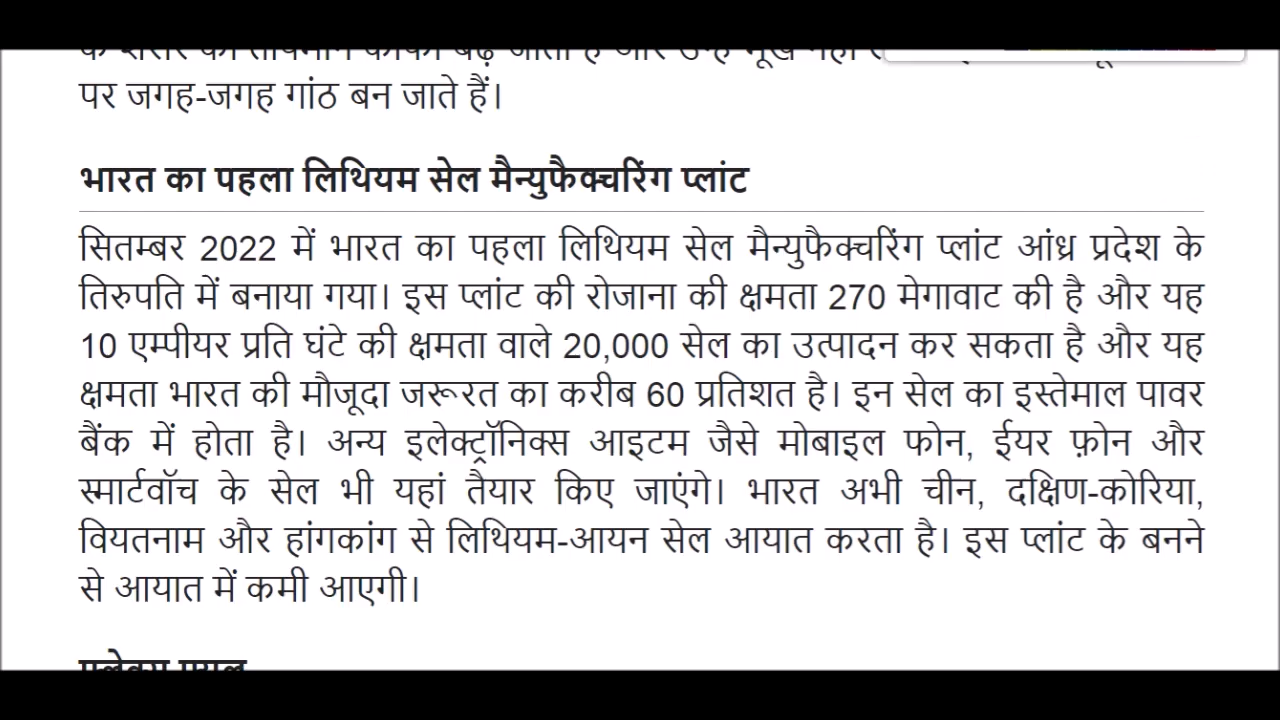 पर जगह-जगह गांठ बन जाते हैं।
भारत का पहला लिथियम सेल मैन्युफैक्चरिंग प्लांट
सितम्बर 2022 में भारत का पहला लिथियम सेल मैन्युफैक्चरिंग प्लांट आंध्र प्रदेश के
तिरुपति में बनाया गया। इस प्लांट की रोजाना की क्षमता 270 मेगावाट की है और यह
10 एम्पीयर प्रति घंटे की क्षमता वाले 20,000 सेल का उत्पादन कर सकता है और यह
क्षमता भारत की मौजूदा जरूरत का करीब 60 प्रतिशत है। इन सेल का इस्तेमाल पावर
बैंक में होता है। अन्य इलेक्ट्रॉनिक्स आइटम जैसे मोबाइल फोन, ईयर फ़ोन और
स्मार्टवॉच के सेल भी यहां तैयार किए जाएंगे। भारत अभी चीन, दक्षिण-कोरिया,
वियतनाम और हांगकांग से लिथियम-आयन सेल आयात करता है। इस प्लांट के बनने
से आयात में कमी आएगी।